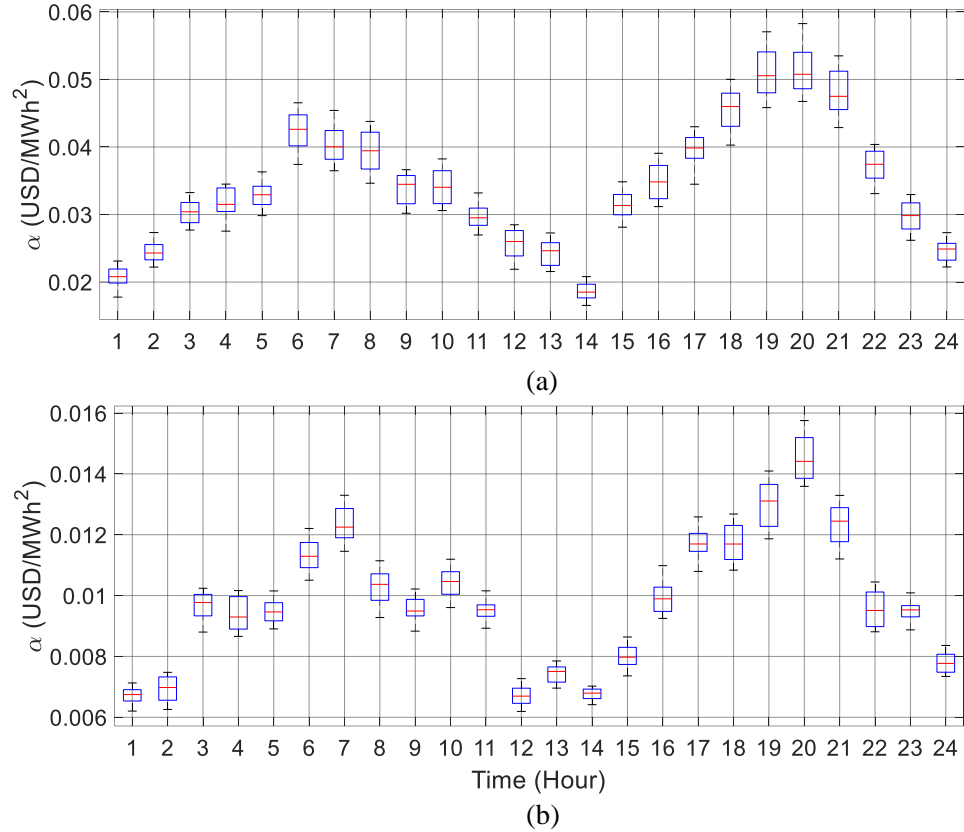 0.06
0.05
0.04
0.03
0.02
α (USD/MWh²)
1 2 3 4 5 6 7 8 9 10 11 12 13 14 15 16 17 18 19 20 21 22 23 24
(a)
0.016
0.014
0.012
0.01
0.008
0.006
α (USD/MWh²)
1 2 3 4 5 6 7 8 9 10 11 12 13 14 15 16 17 18 19 20 21 22 23 24
Time (Hour)
(b)